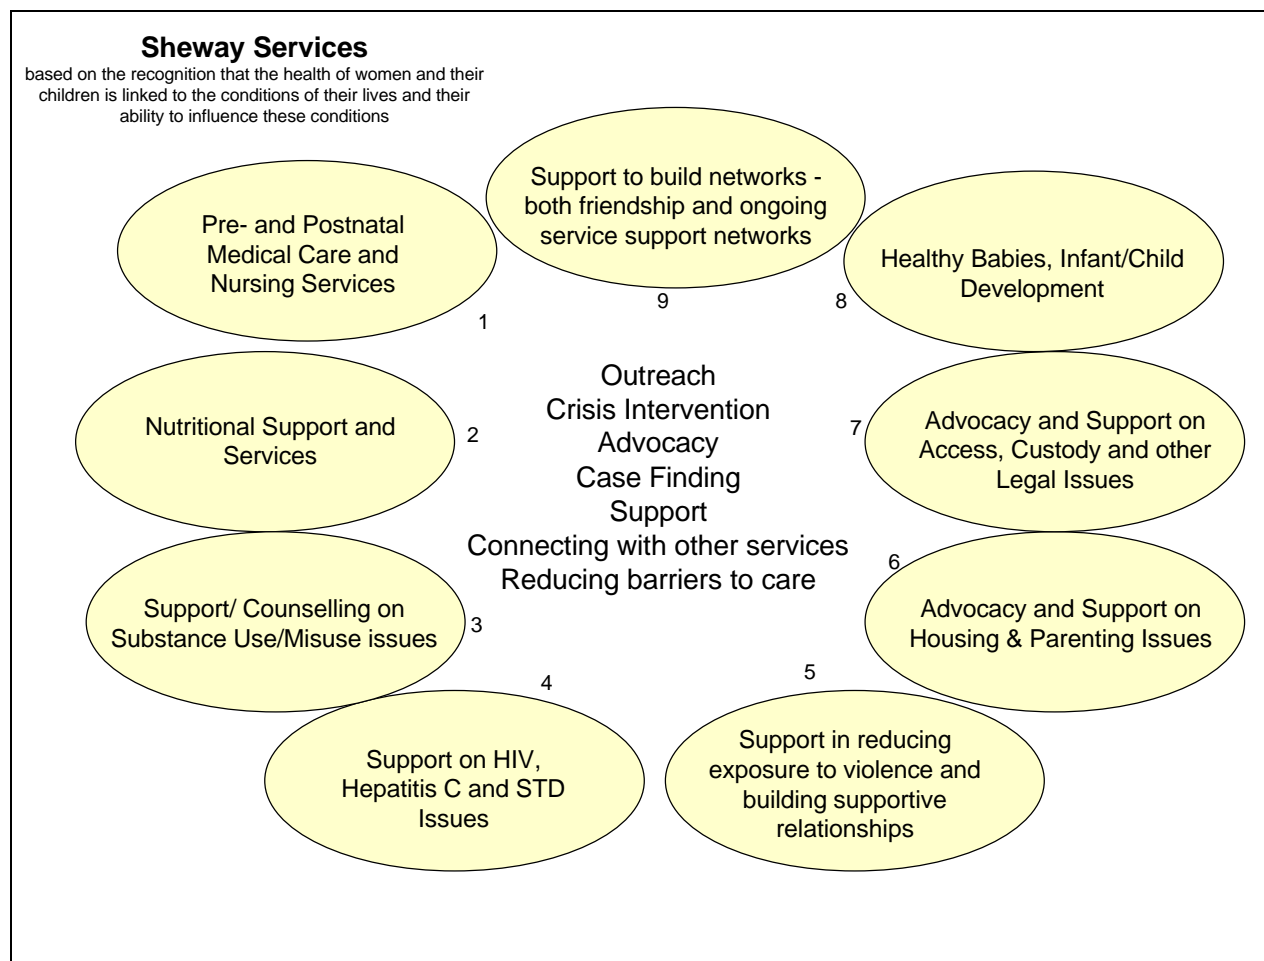 Sheway Services
based on the recognition that the health of women and their
children is linked to the conditions of their lives and their
ability to influence these conditions
Pre- and Postnatal
Medical Care and
Nursing Services
1
Nutritional Support and
Services
2
Support/ Counselling on
Substance Use/Misuse issues
3
Support on HIV,
Hepatitis C and STD
Issues
4
Support in reducing
exposure to violence and
building supportive
relationships
5
Advocacy and Support on
Housing & Parenting Issues
6
Advocacy and Support on
Access, Custody and other
Legal Issues
7
Healthy Babies, Infant/Child
Development
8
Support to build networks -
both friendship and ongoing
service support networks
9
Outreach
Crisis Intervention
Advocacy
Case Finding
Support
Connecting with other services
Reducing barriers to care